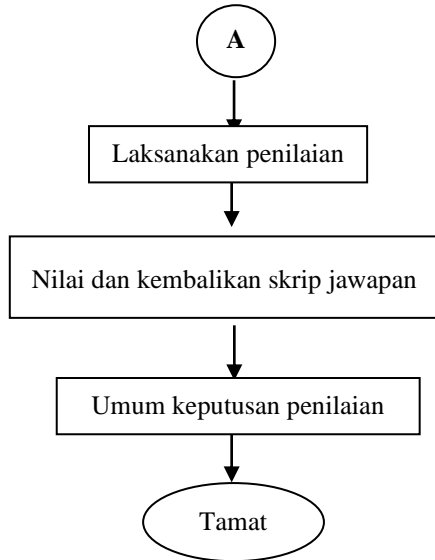 A
Laksanakan penilaian
Nilai dan kembalikan skrip jawapan
Umum keputusan penilaian
Tamat